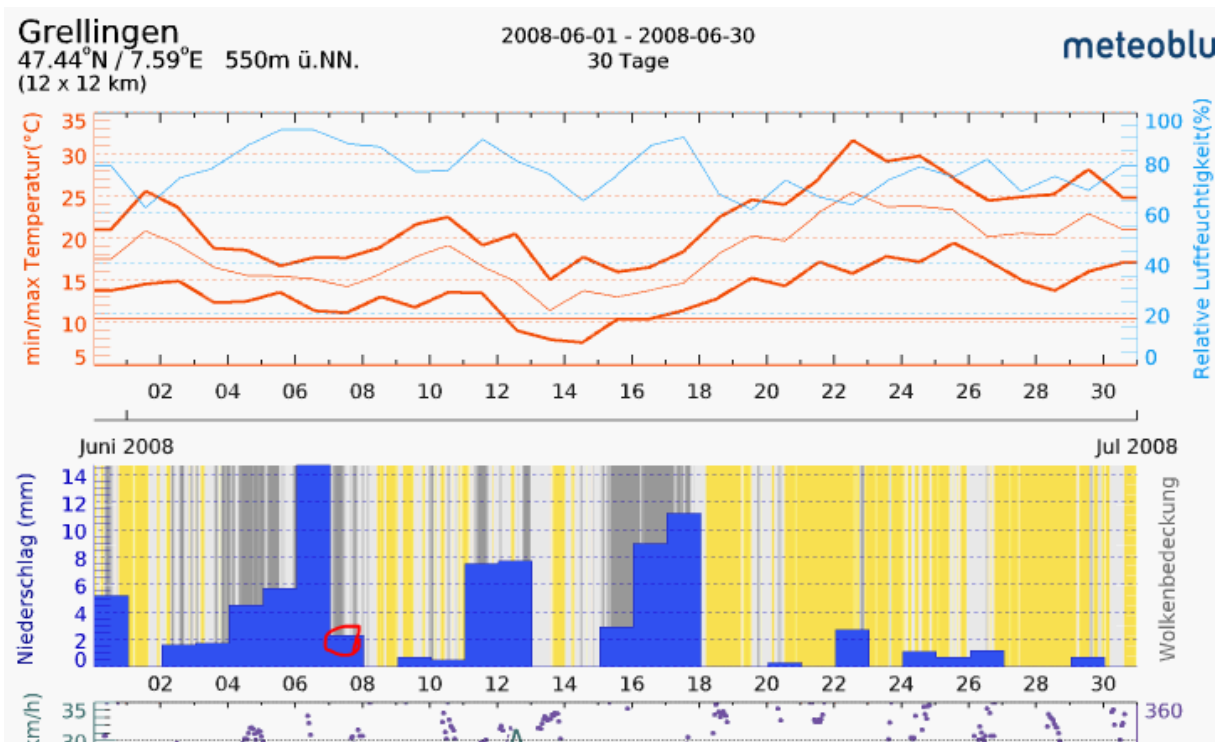 Grellingen
47.44°N / 7.59°E 550m ü.NN.
(12 x 12 km)
2008-06-01 - 2008-06-30
30 Tage
meteoblu
min/max Temperatur(°C)
35
30
25
20
15
10
5
100
80
60
40
20
0
Relative Luftfeuchtigkeit(%)
02 04 06 08 10 12 14 16 18 20 22 24 26 28 30
Juni 2008
Jul 2008
Niederschlag (mm)
14
12
10
8
6
4
2
0
Wolkenbedeckung
02 04 06 08 10 12 14 16 18 20 22 24 26 28 30
km/h)
35
30
360